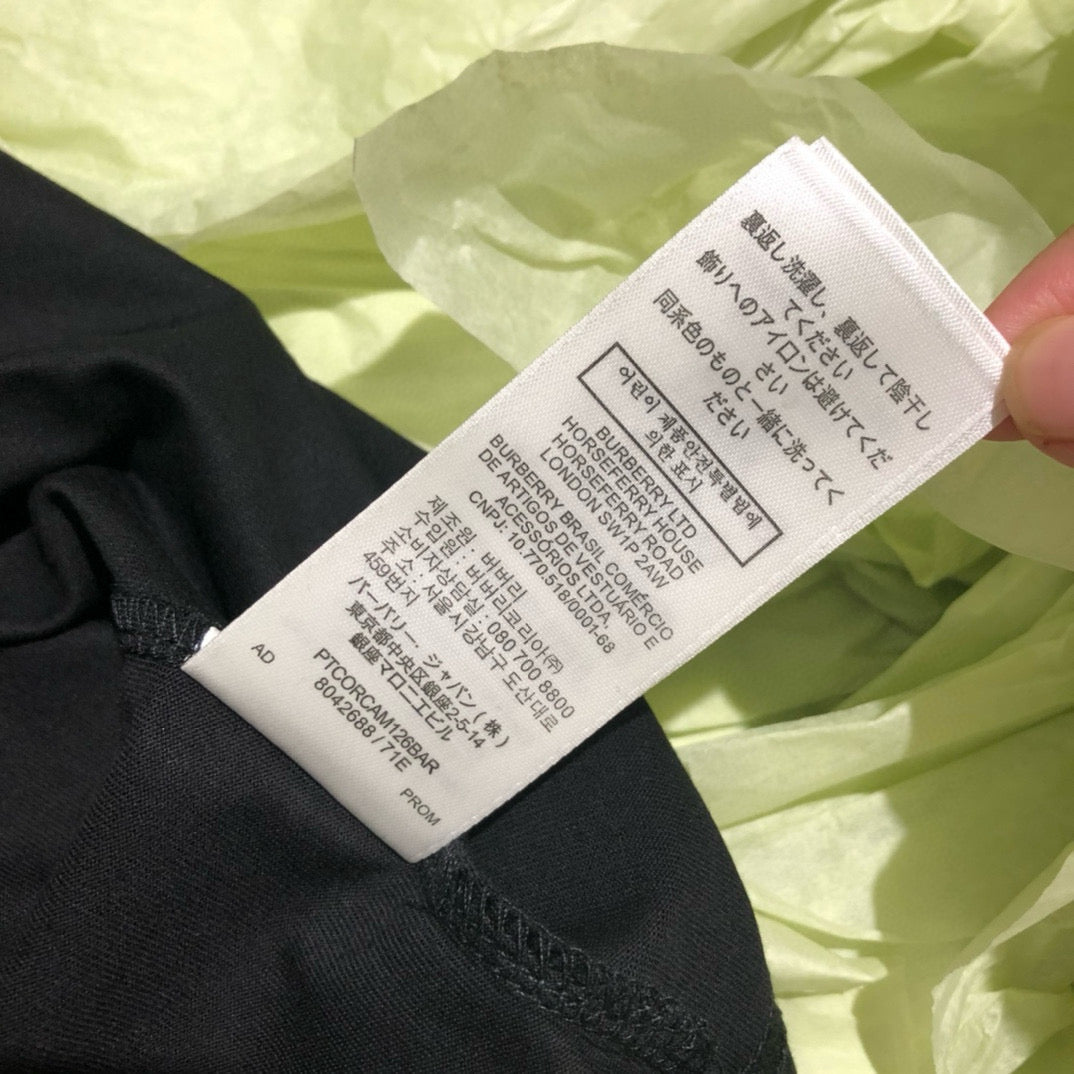 裏返し洗濯し、裏返して陰干し
てください
飾りへのアイロンは避けてくだ
さい
同系色のものと一緒に洗ってく
ださい
어린이제품안전특별법에
의한표시
BURBERRY LTD
HORSEFERRY HOUSE
HORSEFERRY ROAD
LONDON SW1P 2AW
BURBERRY BRASIL COMÉRCIO
DE ARTIGOS DE VESTUÁRIO E
ACESSÓRIOS LTDA,
CNPJ: 10.770.518/0001-68
제조원 : 버버리
수입원 : 버버리코리아㈜
소비자상담실 : 080 700 8800
주소 : 서울시강남구 도산대로
459번지
バーバリー ジャパン ( 株 )
東京都中央区銀座2-5-14
銀座マロニエビル
PTCORCAM126BAR
8042688 / 71E
AD
PROM